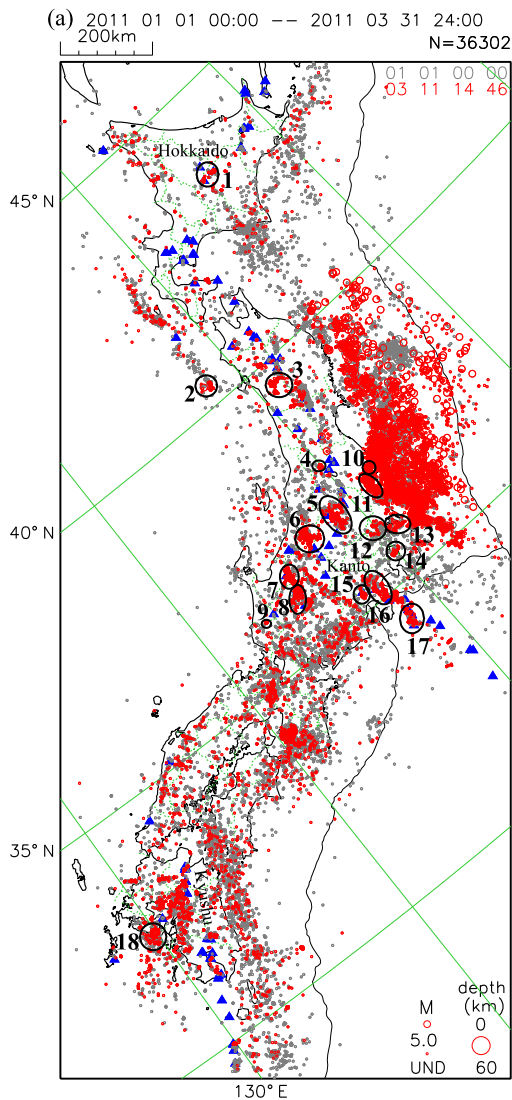 (a) 2011 01 01 00:00 -- 2011 03 31 24:00
200km
N=36302
01 01 00 00
03 11 14 46
Hokkaido
1
45°N
2
3
4
10
5
11
6
13
12
40°N
14
Kanto
7
15
8
16
9
17
35°N
Kyushu
18
M
depth
(km)
0
5.0
UND
60
130°E